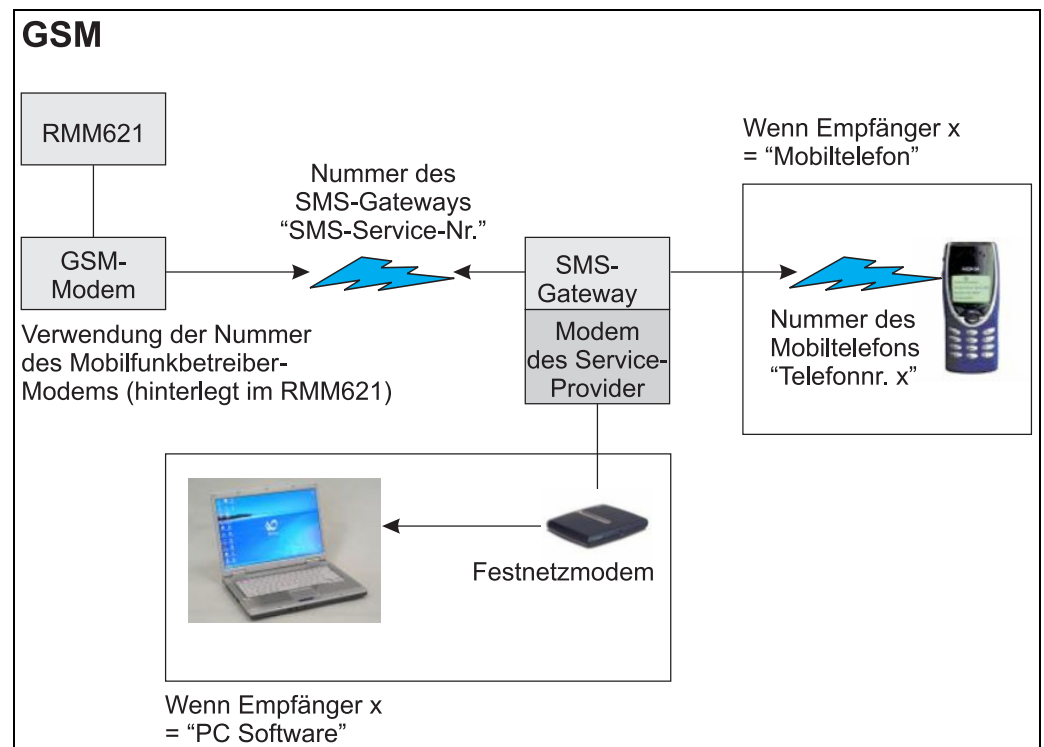 GSM
RMM621
GSM-
Modem
Verwendung der Nummer
des Mobilfunkbetreiber-
Modems (hinterlegt im RMM621)
Nummer des
SMS-Gateways
“SMS-Service-Nr.”
SMS-
Gateway
Modem
des Service-
Provider
Wenn Empfänger x
= “Mobiltelefon”
NOKIA
Nummer des
Mobiltelefons
“Telefonnr. x”
Festnetzmodem
Wenn Empfänger x
= “PC Software”